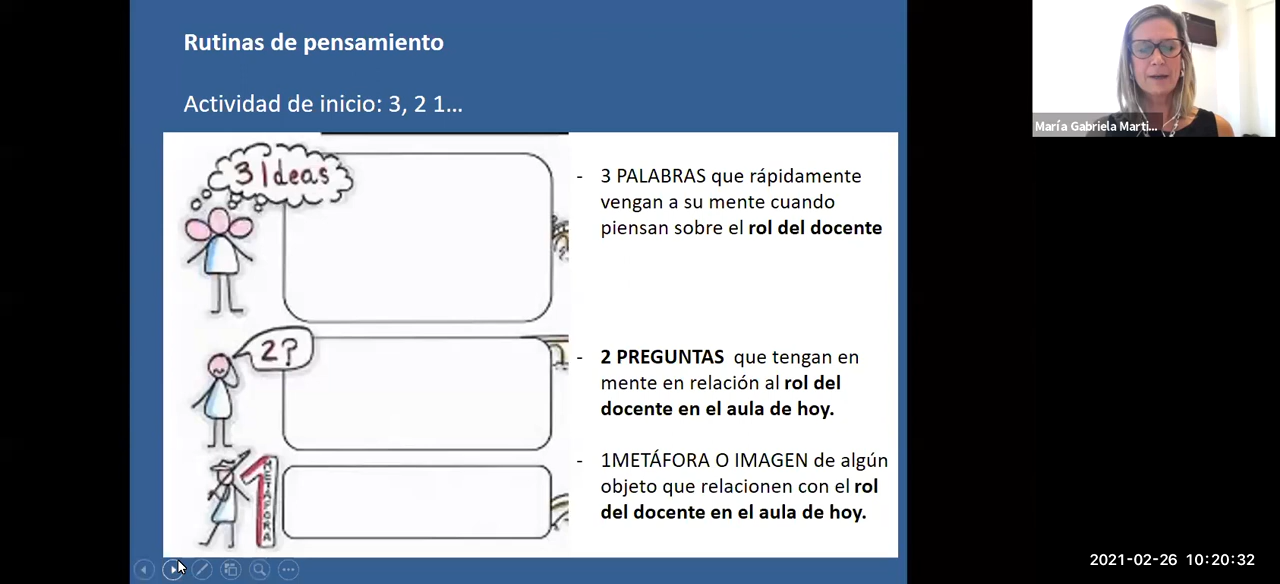 Rutinas de pensamiento
Actividad de inicio: 3, 2 1...
3 Ideas
- 3 PALABRAS que rápidamente
vengan a su mente cuando
piensan sobre el rol del docente
2?
- 2 PREGUNTAS que tengan en
mente en relación al rol del
docente en el aula de hoy.
1
METAFORA
- 1METÁFORA O IMAGEN de algún
objeto que relacionen con el rol
del docente en el aula de hoy.
María Gabriela Marti...
2021-02-26 10:20:32